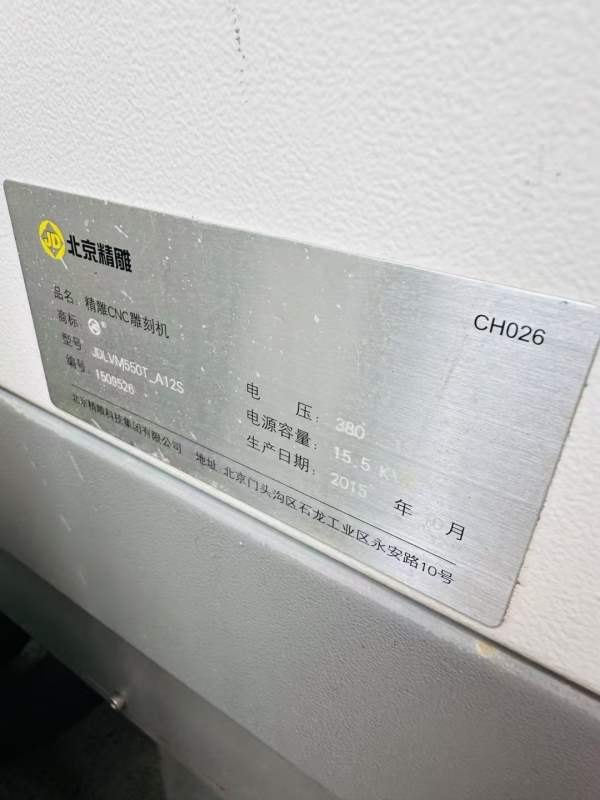 JD 北京精雕
CH026
品名: 精雕CNC雕刻机
商标: ®
型号: JDLVM550T_A12S
编号: 1509526
电 压: 380
电源容量: 15.5
生产日期: 2015 年 月
北京精雕科技集团有限公司 地址 北京门头沟区石龙工业区永安路10号